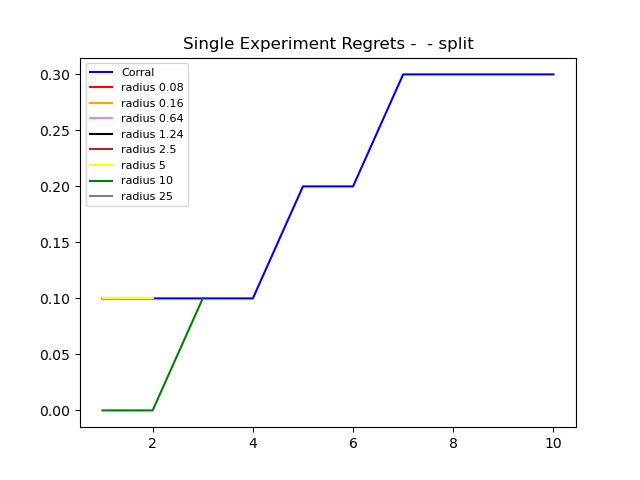 Single Experiment Regrets -  - split
0.30
0.25
0.20
0.15
0.10
0.05
0.00
Corral
radius 0.08
radius 0.16
radius 0.64
radius 1.24
radius 2.5
radius 5
radius 10
radius 25
2 4 6 8 10